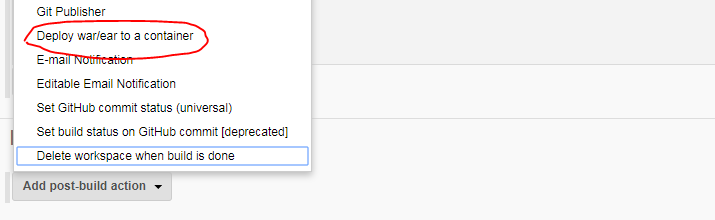 Git Publisher
Deploy war/ear to a container
E-mail Notification
Editable Email Notification
Set GitHub commit status (universal)
Set build status on GitHub commit [deprecated]
Delete workspace when build is done
Add post-build action